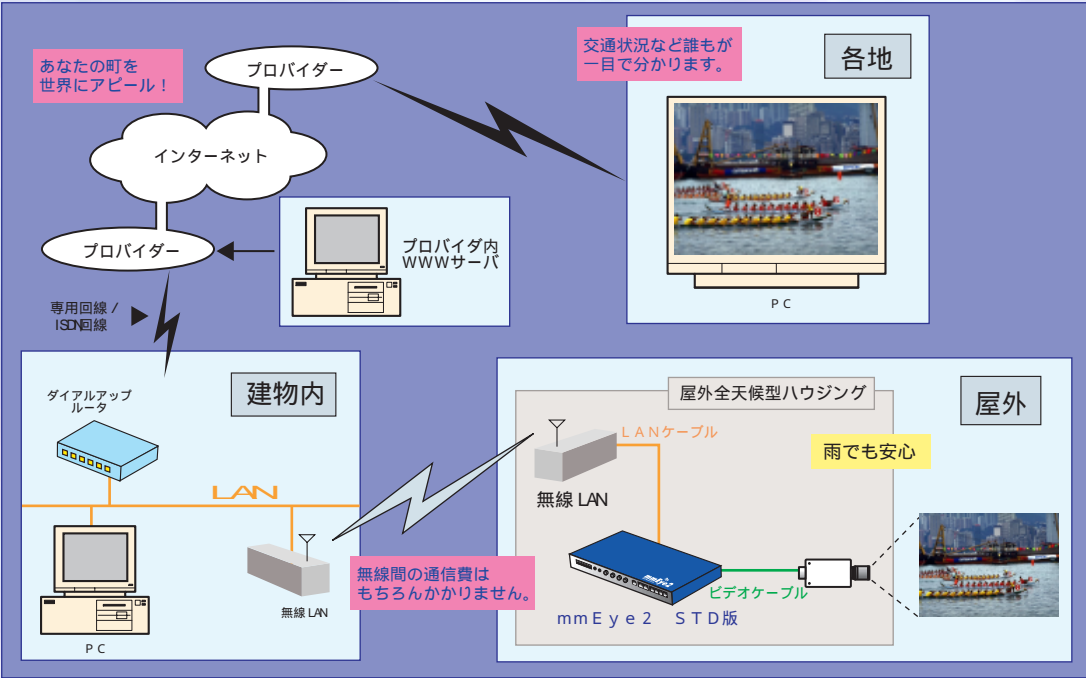 あなたの町を
世界にアピール！
プロバイダー
交通状況など誰もが
一目で分かります。
各地
インターネット
プロバイダー
プロバイダ内
WWWサーバ
PC
専用回線/
ISDN回線
建物内
ダイアルアップ
ルータ
LAN
無線LAN
PC
無線間の通信費は
もちろんかかりません。
屋外全天候型ハウジング
屋外
LANケーブル
雨でも安心
無線LAN
mmEye2
ビデオケーブル
mmEye2 STD版